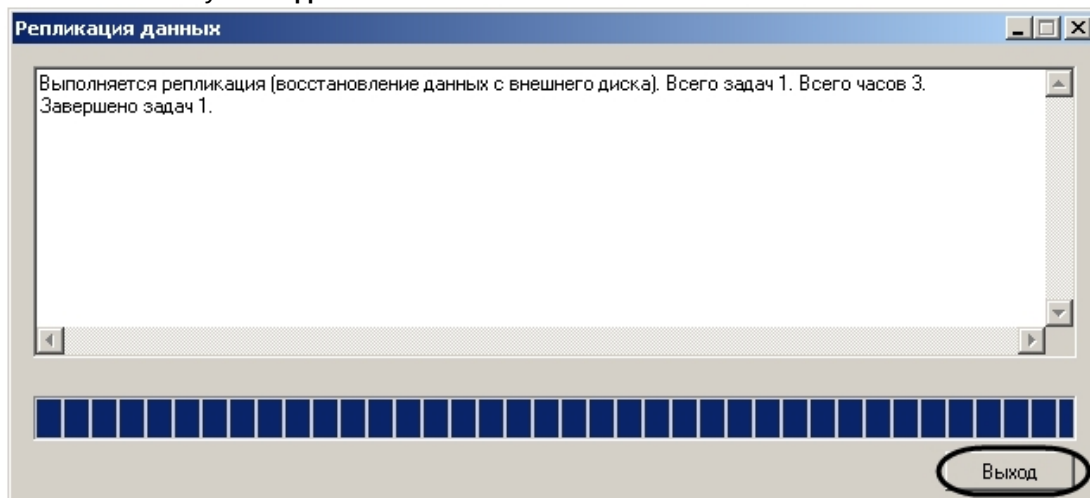 Репликация данных
Выполняется репликация (восстановление данных с внешнего диска). Всего задач 1. Всего часов 3.
Завершено задач 1.
Выход